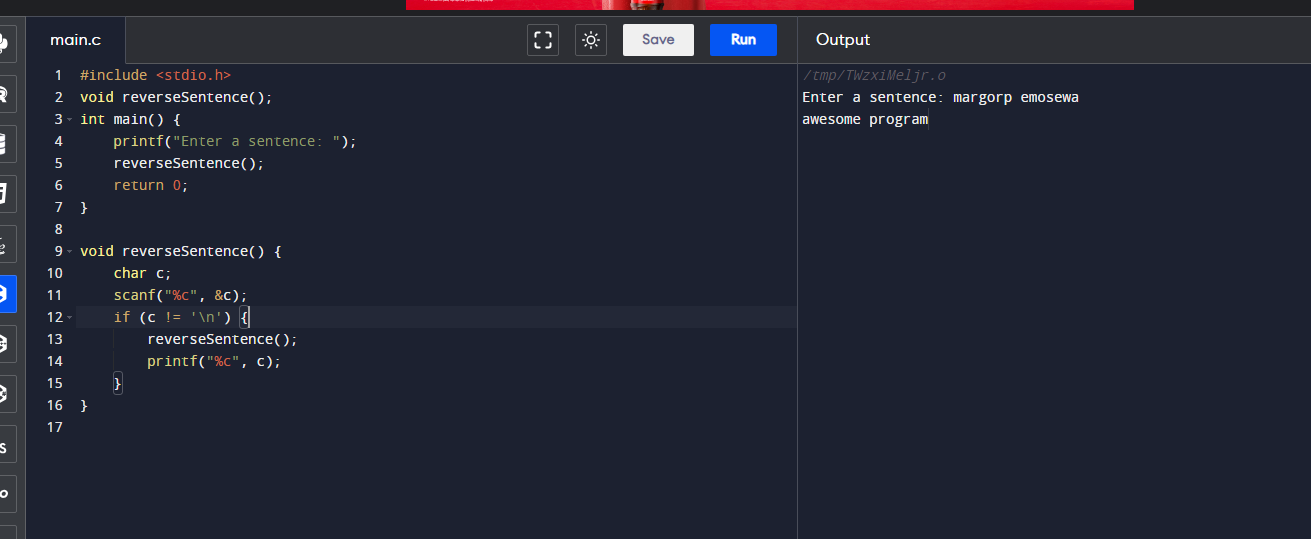 main.c
Save
Run
Output
1 #include <stdio.h>
2 void reverseSentence();
3 int main() {
4     printf("Enter a sentence: ");
5     reverseSentence();
6     return 0;
7 }
8
9 void reverseSentence() {
10     char c;
11     scanf("%c", &c);
12     if (c != '\n') {
13         reverseSentence();
14         printf("%c", c);
15     }
16 }
17
/tmp/TWzxiMeljr.o
Enter a sentence: margorp emosewa
awesome program